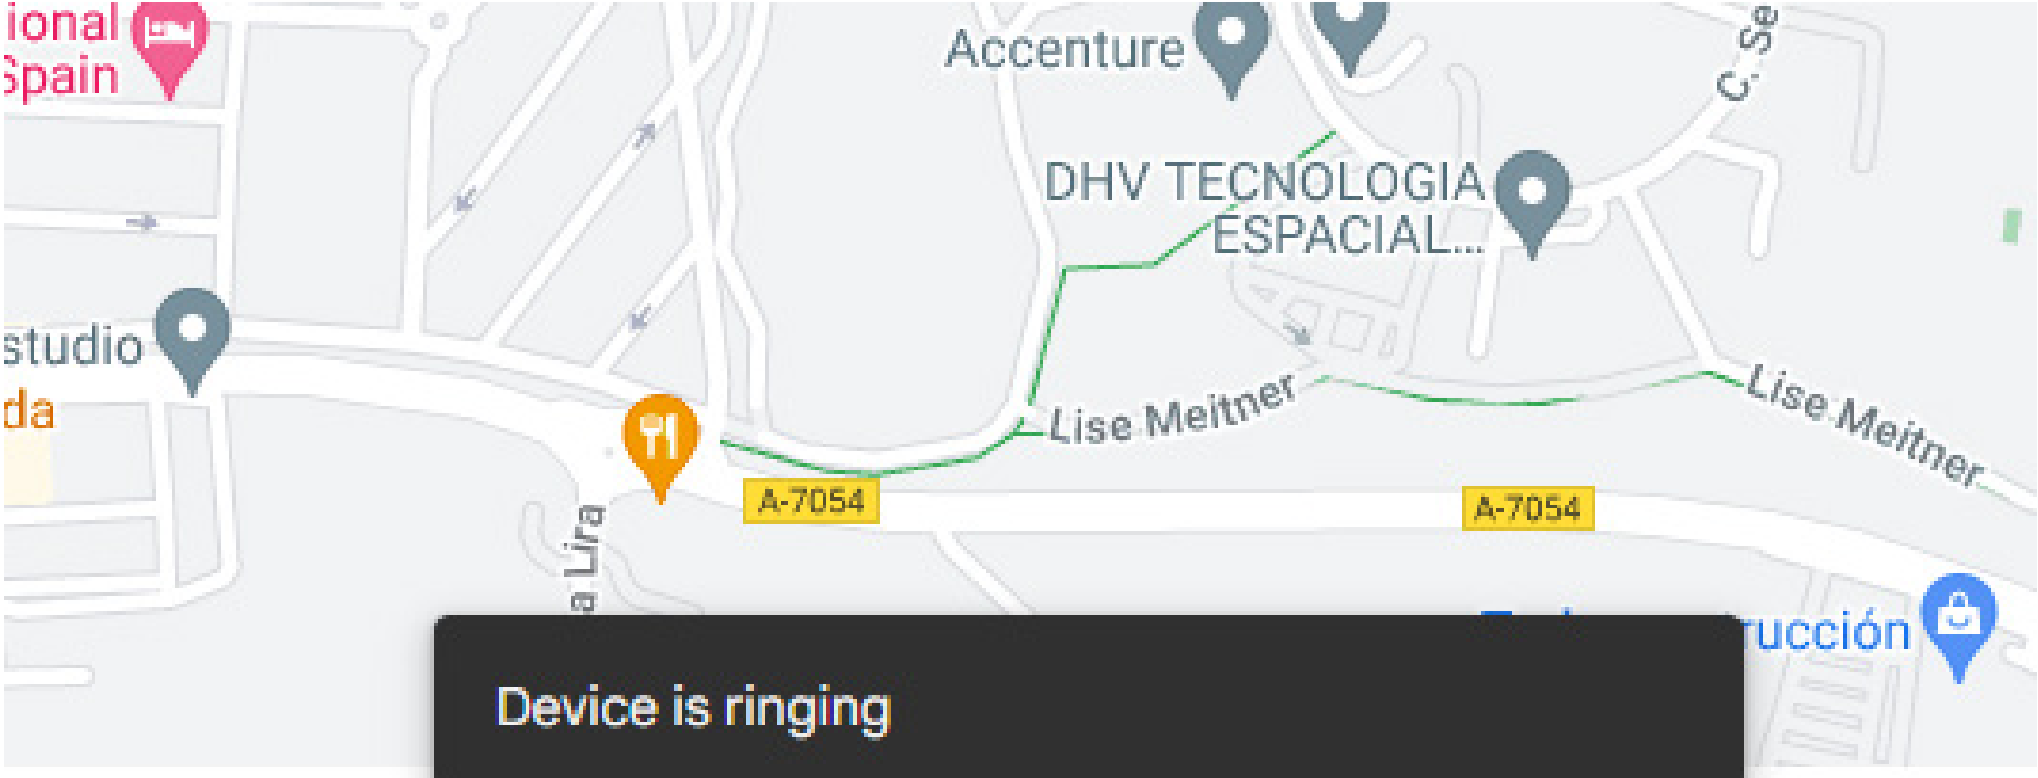 ional
Spain
Accenture
C. Se
DHV TECNOLOGIA
ESPACIAL...
studio
da
Lise Meitner
Lise Meitner
A-7054
A-7054
a Lira
rucción
Device is ringing